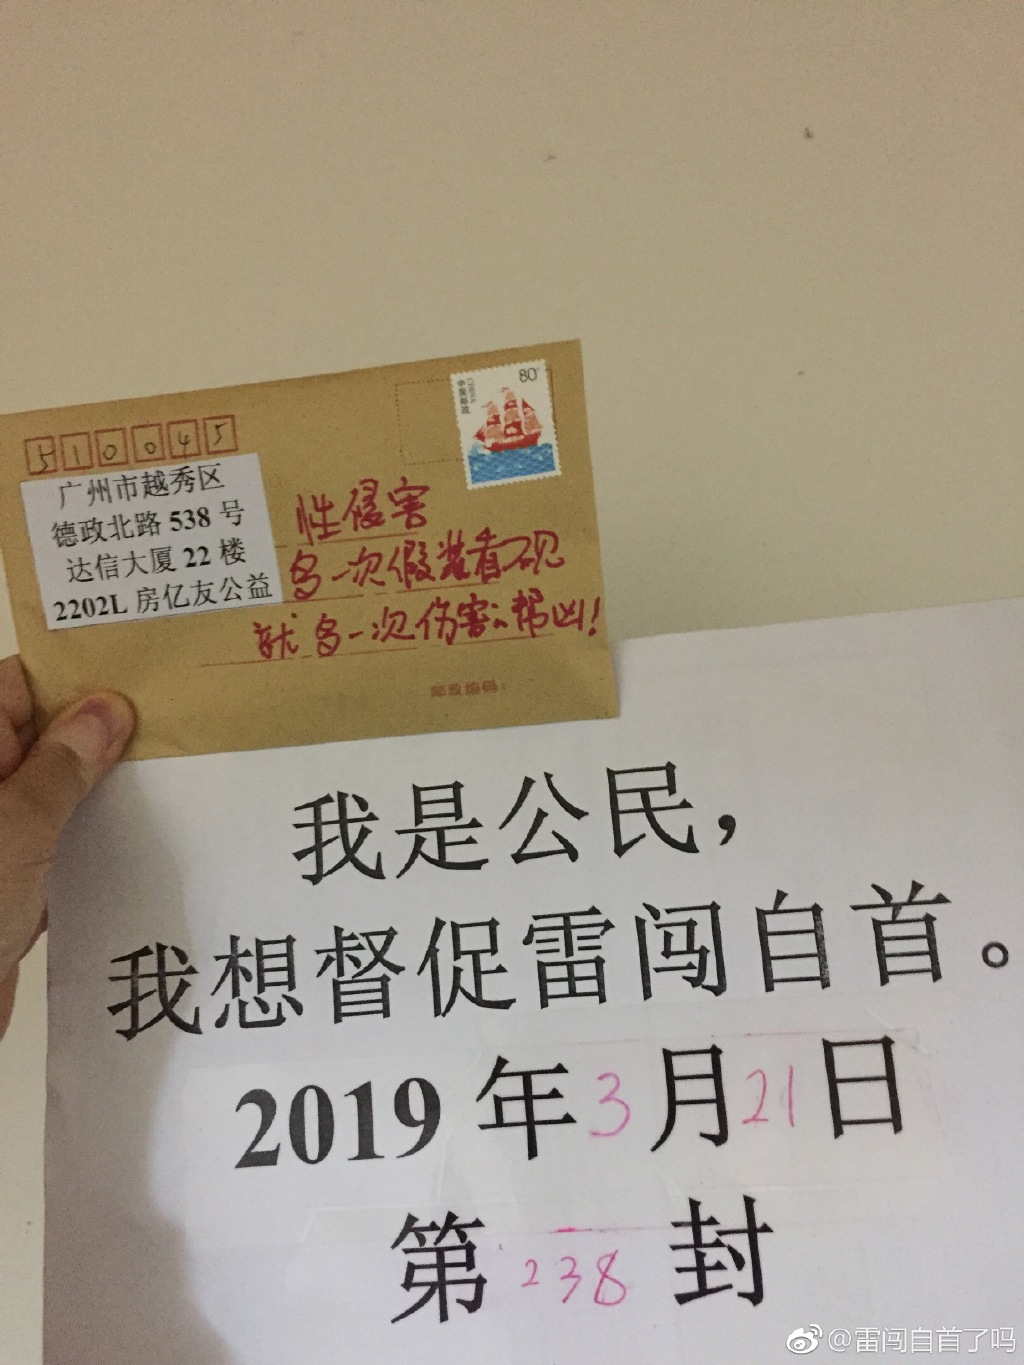 中国邮政
CHINA
80
510045
广州市越秀区
德政北路 538 号
达信大厦 22 楼
2202L 房亿友公益
性侵害
多一次假装看不见
就多一次伤害的帮凶!
邮政编码:
我是公民,
我想督促雷闯自首。
2019 年 3 月 21 日
第 238 封
@雷闯自首了吗